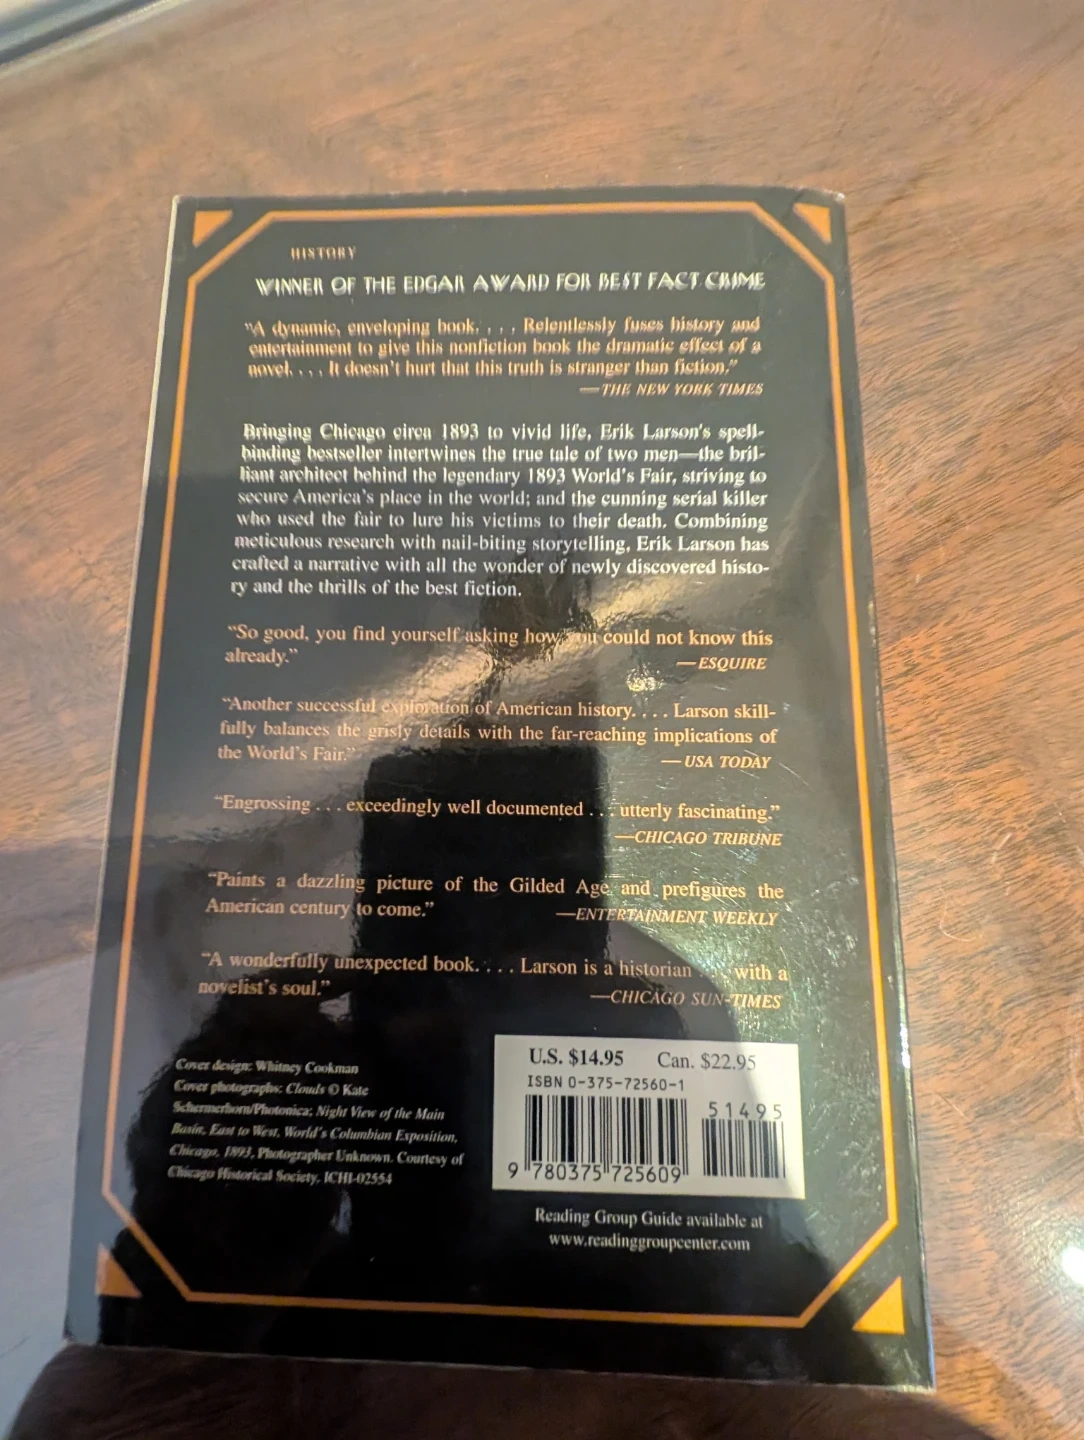 HISTORY
WINNER OF THE EDGAR AWARD FOR BEST FACT CRIME
"A dynamic, enveloping book. . . . Relentlessly fuses history and
entertainment to give this nonfiction book the dramatic effect of a
novel. . . . It doesn't hurt that this truth is stranger than fiction."
—THE NEW YORK TIMES
Bringing Chicago circa 1893 to vivid life, Erik Larson's spell-
binding bestseller intertwines the true tale of two men—the bril-
liant architect behind the legendary 1893 World's Fair, striving to
secure America's place in the world; and the cunning serial killer
who used the fair to lure his victims to their death. Combining
meticulous research with nail-biting storytelling, Erik Larson has
crafted a narrative with all the wonder of newly discovered histo-
ry and the thrills of the best fiction.
"So good, you find yourself asking how you could not know this
already."
—ESQUIRE
"Another successful exploration of American history. . . . Larson skill-
fully balances the grisly details with the far-reaching implications of
the World's Fair."
—USA TODAY
"Engrossing . . . exceedingly well documented . . . utterly fascinating."
—CHICAGO TRIBUNE
"Paints a dazzling picture of the Gilded Age and prefigures the
American century to come."
—ENTERTAINMENT WEEKLY
"A wonderfully unexpected book. . . . Larson is a historian . . . with a
novelist's soul."
—CHICAGO SUN-TIMES
Cover design: Whitney Cookman
Cover photographs: Clouds © Kate
Schermerhorn/Photonica; Night View of the Main
Basin, East to West, World's Columbian Exposition,
Chicago, 1893, Photographer Unknown. Courtesy of
Chicago Historical Society, ICHI-02554
U.S. $14.95 Can. $22.95
ISBN 0-375-72560-1
51495
9 780375 725609
Reading Group Guide available at
www.readinggroupcenter.com